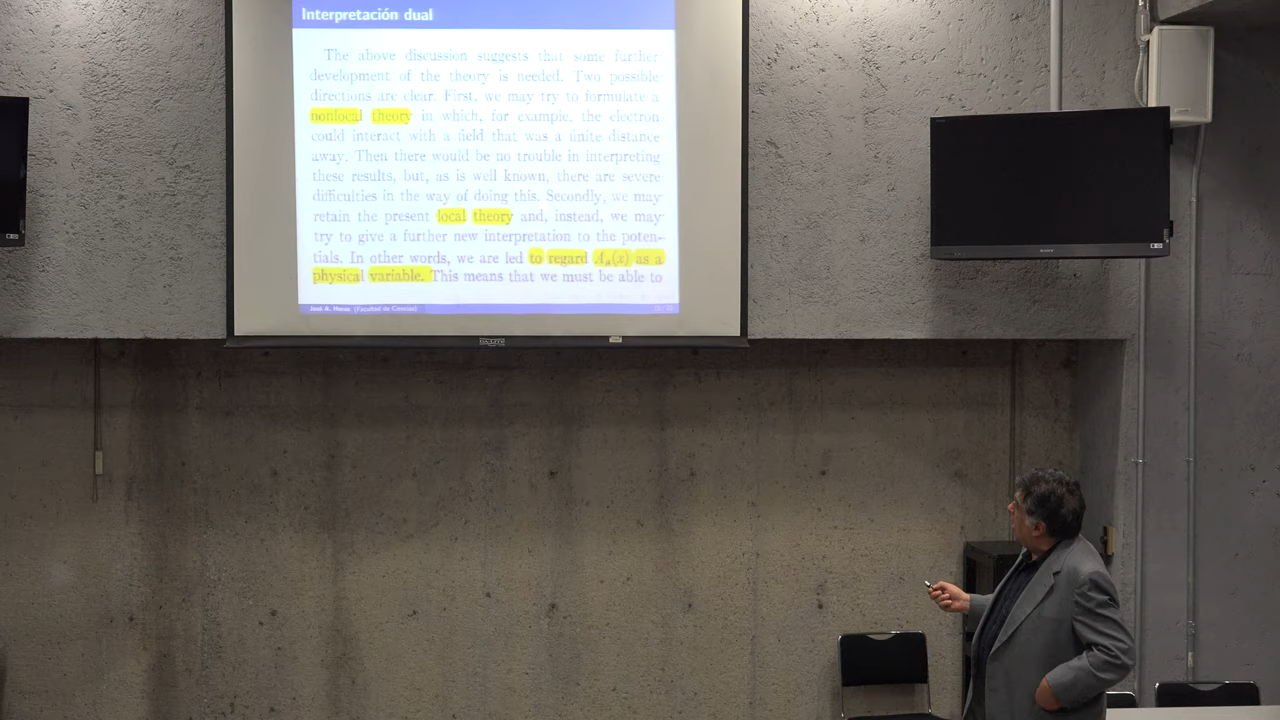 Interpretación dual
The above discussion suggests that some further
development of the theory is needed. Two possible
directions are clear. First, we may try to formulate a
nonlocal theory in which, for example, the electron
could interact with a field that was a finite distance
away. Then there would be no trouble in interpreting
these results, but, as is well known, there are severe
difficulties in the way of doing this. Secondly, we may
retain the present local theory and, instead, we may
try to give a further new interpretation to the poten-
tials. In other words, we are led to regard Aμ(x) as a
physical variable. This means that we must be able to
(Facultad de Ciencias)
SONY